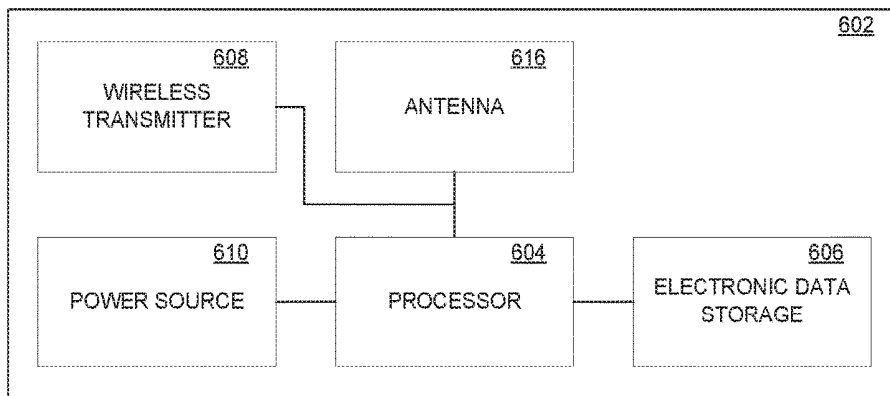 602
608
WIRELESS
TRANSMITTER
616
ANTENNA
610
POWER SOURCE
604
PROCESSOR
606
ELECTRONIC DATA
STORAGE